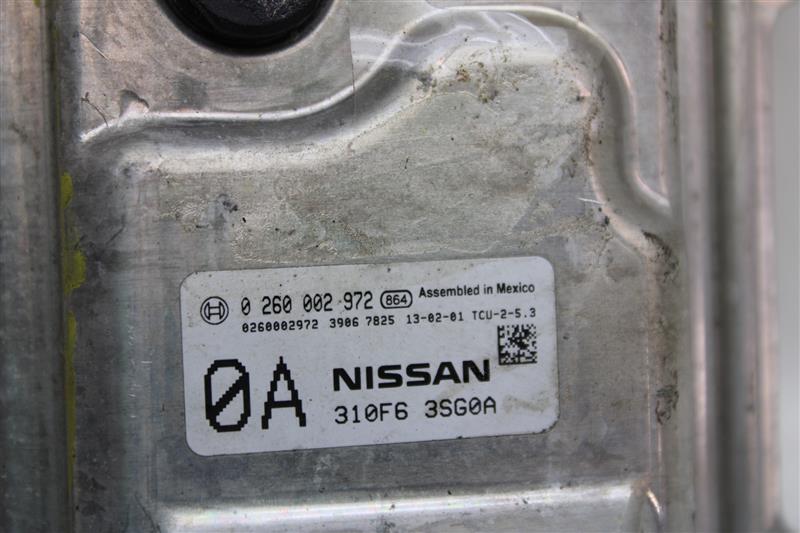 0 260 002 972 864 Assembled in Mexico
0260002972 3906 7825 13-02-01 TCU-2-5.3
0A NISSAN
310F6 3SG0A